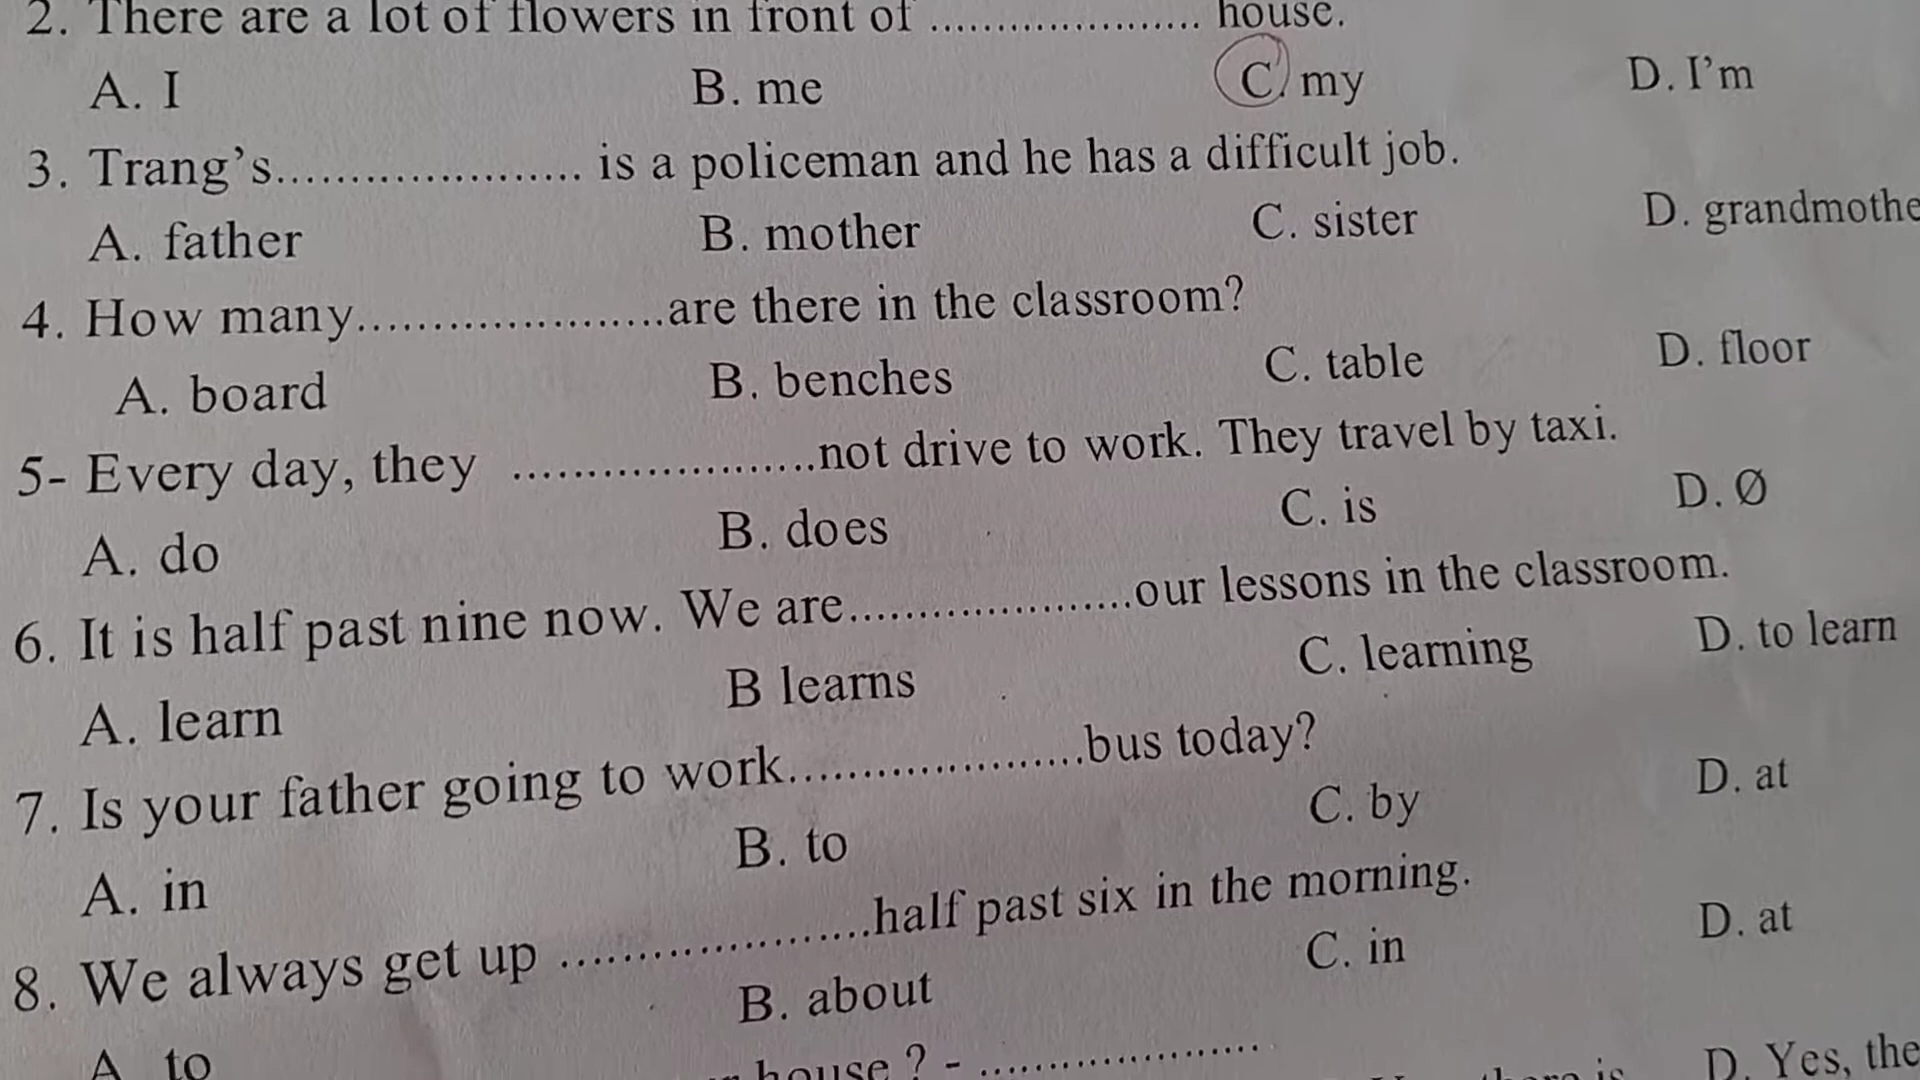 2. There are a lot of flowers in front of .................... house.
A. I B. me C. my D. I'm
3. Trang's.................... is a policeman and he has a difficult job.
A. father B. mother C. sister D. grandmothe
4. How many....................are there in the classroom?
A. board B. benches C. table D. floor
5- Every day, they ....................not drive to work. They travel by taxi.
A. do B. does C. is D. Ø
6. It is half past nine now. We are....................our lessons in the classroom.
A. learn B learns C. learning D. to learn
7. Is your father going to work....................bus today?
A. in B. to C. by D. at
8. We always get up ....................half past six in the morning.
A to B. about C. in D. at
house ? - ....................
D. Yes, the